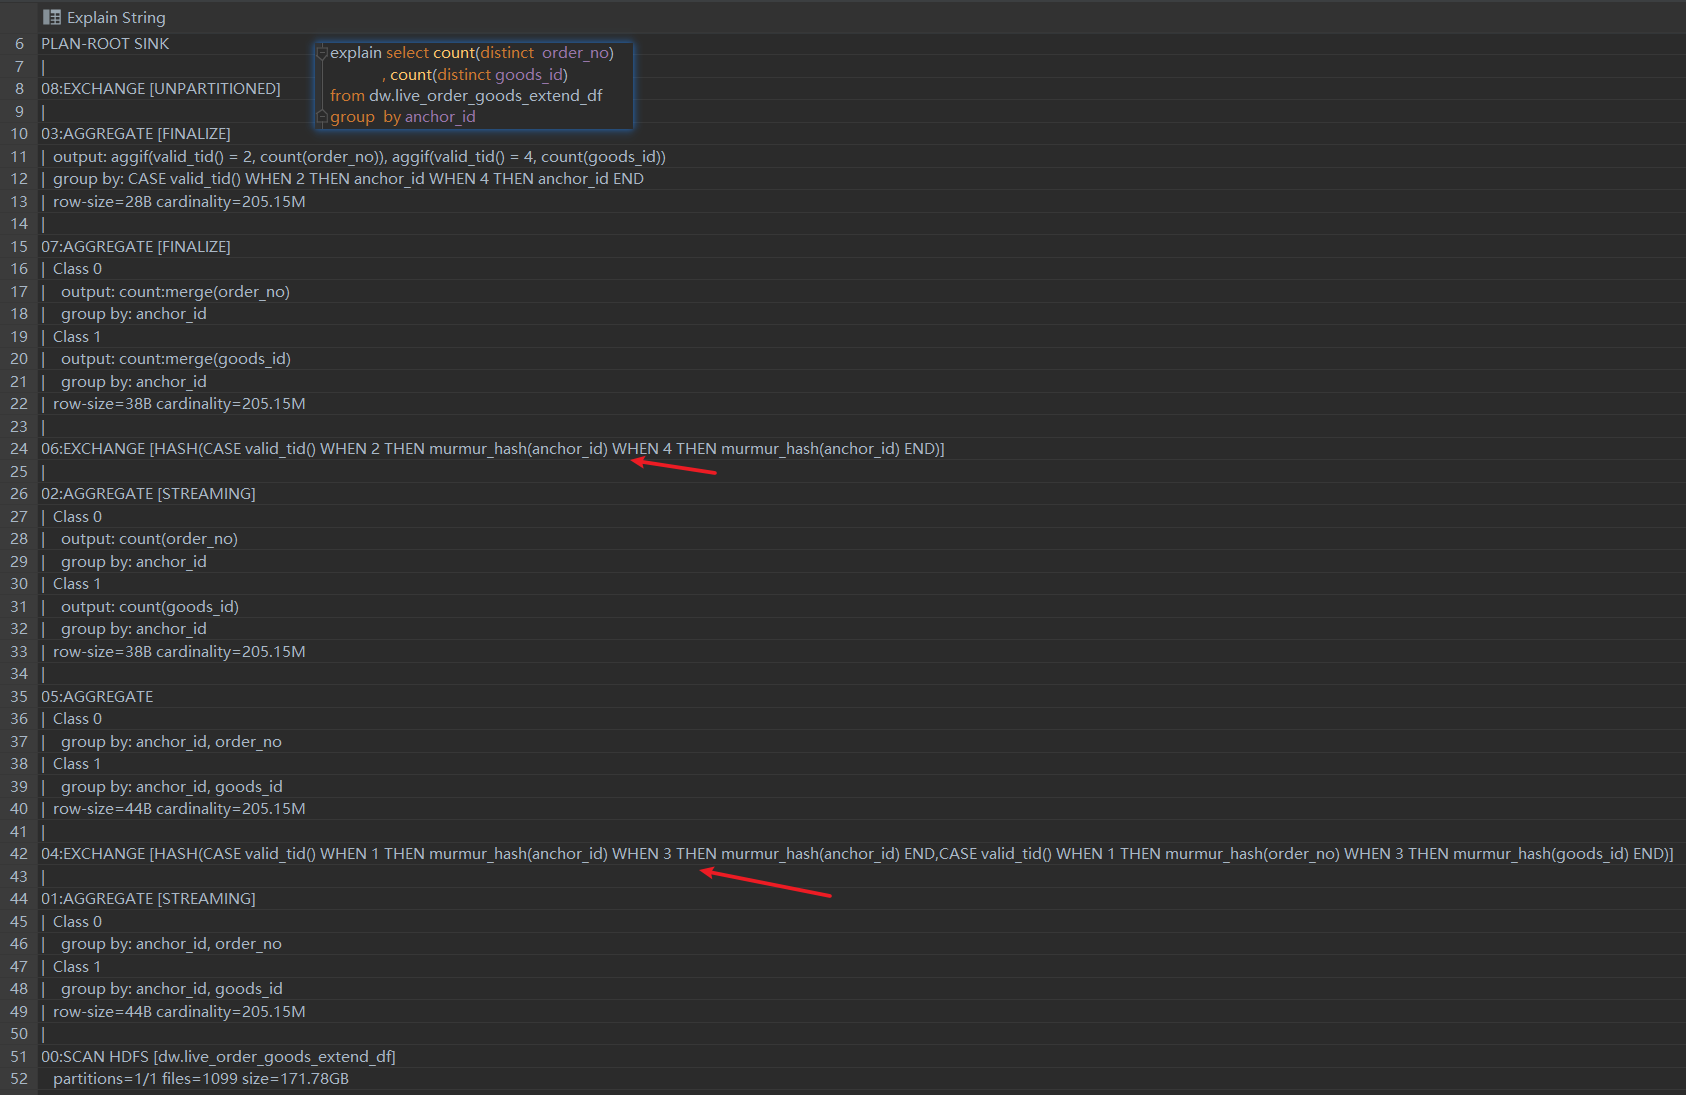 Explain String
6 PLAN-ROOT SINK
7 |
8 08:EXCHANGE [UNPARTITIONED]
9 |
10 03:AGGREGATE [FINALIZE]
11 | output: aggif(valid_tid() = 2, count(order_no)), aggif(valid_tid() = 4, count(goods_id))
12 | group by: CASE valid_tid() WHEN 2 THEN anchor_id WHEN 4 THEN anchor_id END
13 | row-size=28B cardinality=205.15M
14 |
15 07:AGGREGATE [FINALIZE]
16 | Class 0
17 | output: count:merge(order_no)
18 | group by: anchor_id
19 | Class 1
20 | output: count:merge(goods_id)
21 | group by: anchor_id
22 | row-size=38B cardinality=205.15M
23 |
24 06:EXCHANGE [HASH(CASE valid_tid() WHEN 2 THEN murmur_hash(anchor_id) WHEN 4 THEN murmur_hash(anchor_id) END)]
25 |
26 02:AGGREGATE [STREAMING]
27 | Class 0
28 | output: count(order_no)
29 | group by: anchor_id
30 | Class 1
31 | output: count(goods_id)
32 | group by: anchor_id
33 | row-size=38B cardinality=205.15M
34 |
35 05:AGGREGATE
36 | Class 0
37 | group by: anchor_id, order_no
38 | Class 1
39 | group by: anchor_id, goods_id
40 | row-size=44B cardinality=205.15M
41 |
42 04:EXCHANGE [HASH(CASE valid_tid() WHEN 1 THEN murmur_hash(anchor_id) WHEN 3 THEN murmur_hash(anchor_id) END,CASE valid_tid() WHEN 1 THEN murmur_hash(order_no) WHEN 3 THEN murmur_hash(goods_id) END)]
43 |
44 01:AGGREGATE [STREAMING]
45 | Class 0
46 | group by: anchor_id, order_no
47 | Class 1
48 | group by: anchor_id, goods_id
49 | row-size=44B cardinality=205.15M
50 |
51 00:SCAN HDFS [dw.live_order_goods_extend_df]
52 partitions=1/1 files=1099 size=171.78GB
explain select count(distinct order_no)
, count(distinct goods_id)
from dw.live_order_goods_extend_df
group by anchor_id